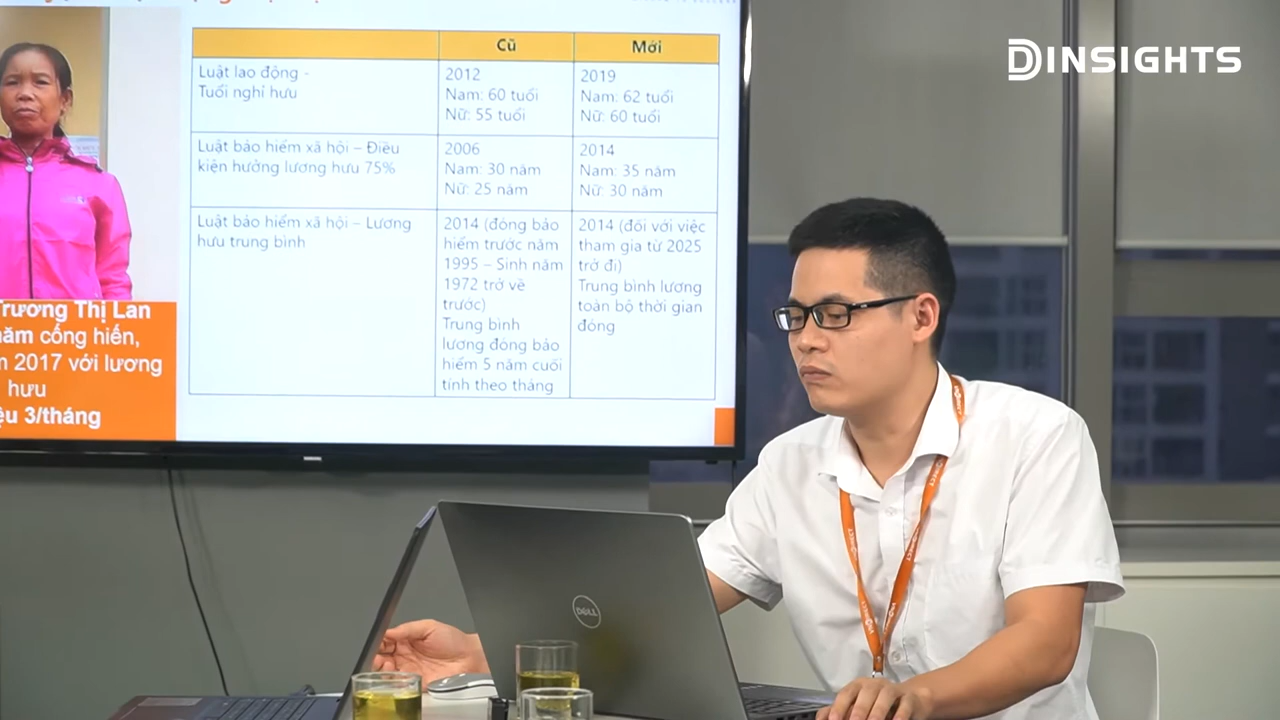 DINSIGHTS
Cũ
Mới
Luật lao động -
Tuổi nghỉ hưu
2012
Nam: 60 tuổi
Nữ: 55 tuổi
2019
Nam: 62 tuổi
Nữ: 60 tuổi
Luật bảo hiểm xã hội – Điều
kiện hưởng lương hưu 75%
2006
Nam: 30 năm
Nữ: 25 năm
2014
Nam: 35 năm
Nữ: 30 năm
Luật bảo hiểm xã hội – Lương
hưu trung bình
2014 (đóng bảo
hiểm trước năm
1995 – Sinh năm
1972 trở về
trước)
Trung bình
lương đóng bảo
hiểm 5 năm cuối
tính theo tháng
2014 (đối với việc
tham gia từ 2025
trở đi)
Trung bình lương
toàn bộ thời gian
đóng
Trương Thị Lan
năm cống hiến,
2017 với lương
hưu
3/tháng
DELL